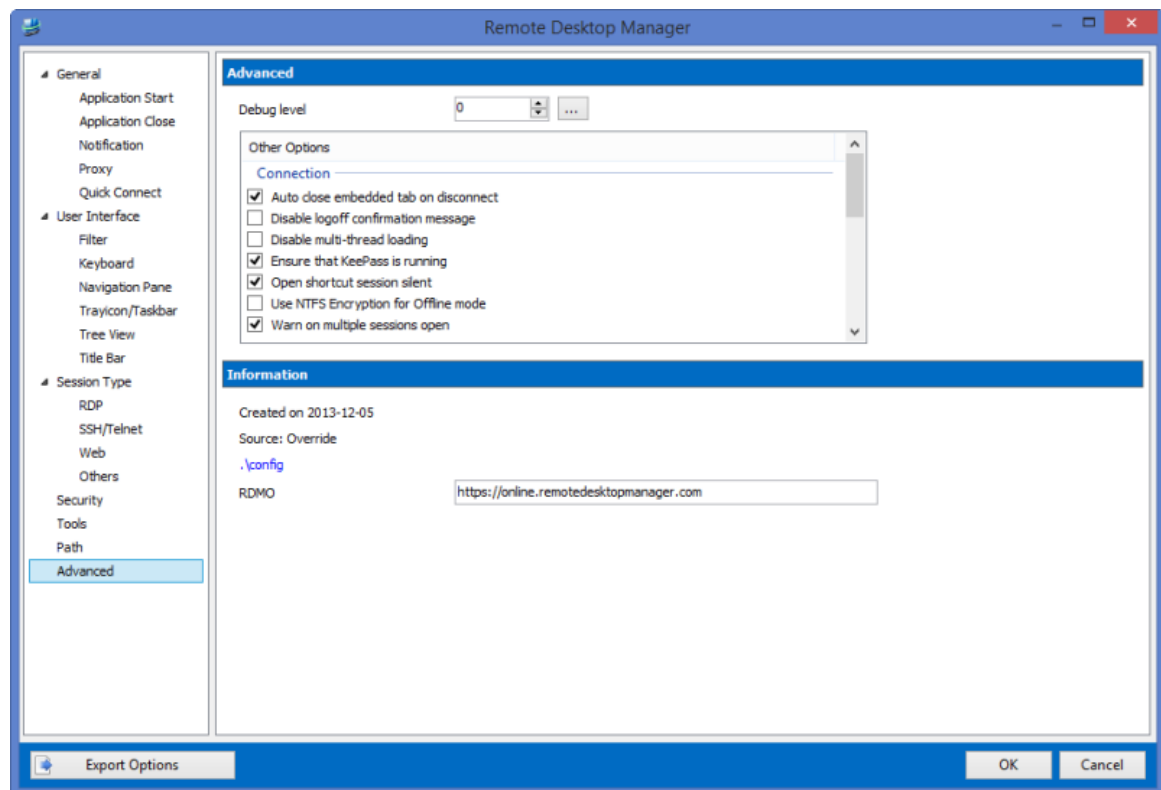 Remote Desktop Manager
General
Application Start
Application Close
Notification
Proxy
Quick Connect
User Interface
Filter
Keyboard
Navigation Pane
Trayicon/Taskbar
Tree View
Title Bar
Session Type
RDP
SSH/Telnet
Web
Others
Security
Tools
Path
Advanced
Advanced
Debug level 0 ...
Other Options
Connection
Auto close embedded tab on disconnect
Disable logoff confirmation message
Disable multi-thread loading
Ensure that KeePass is running
Open shortcut session silent
Use NTFS Encryption for Offline mode
Warn on multiple sessions open
Information
Created on 2013-12-05
Source: Override
.\config
RDMO https://online.remotedesktopmanager.com
Export Options OK Cancel